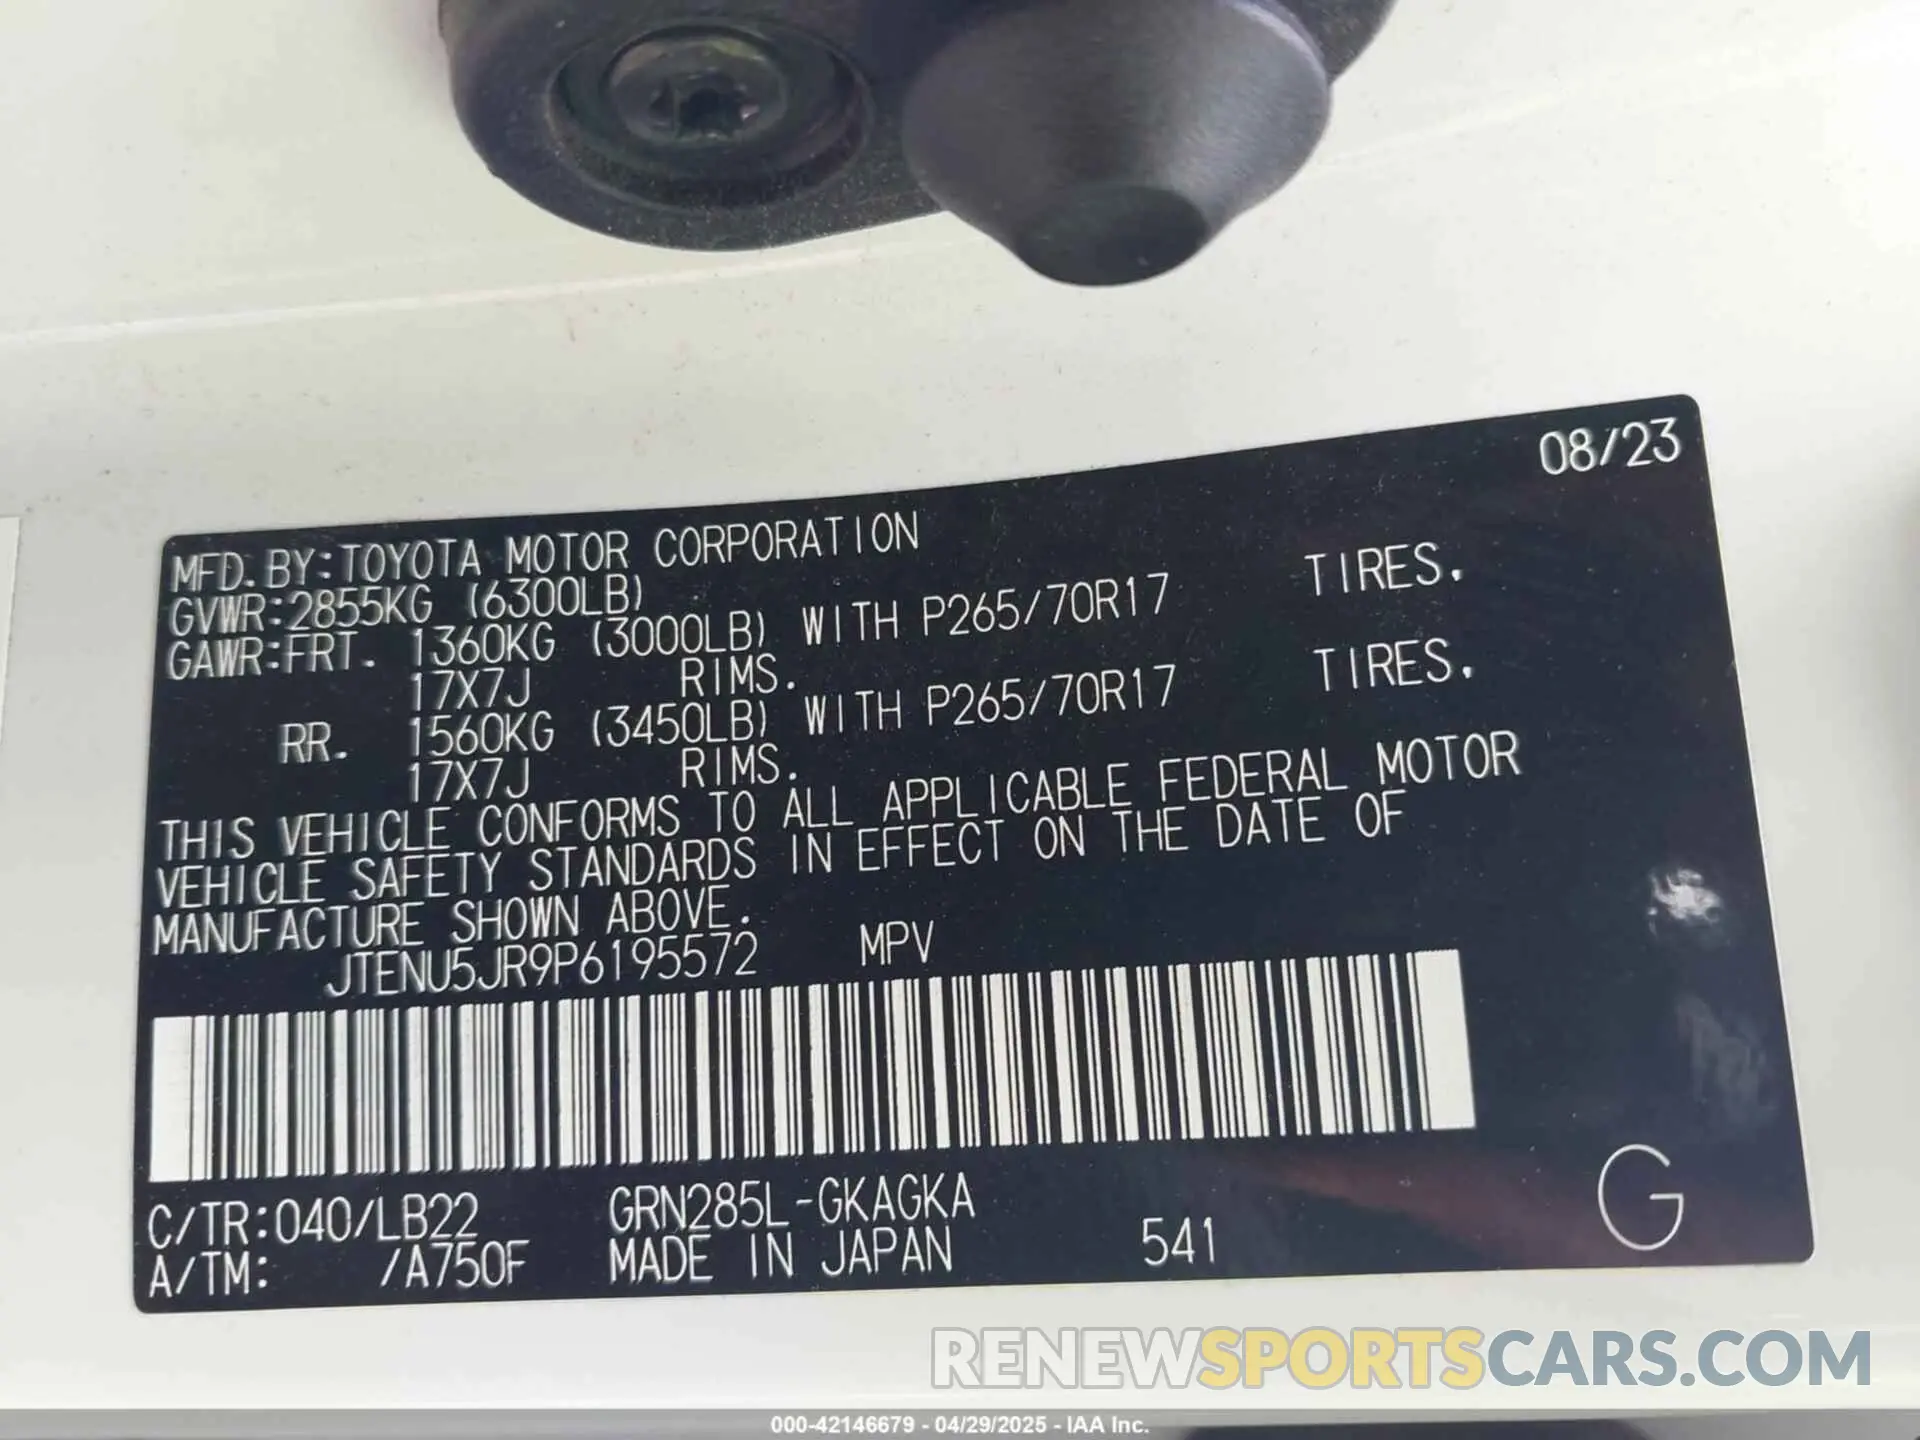 08/23
MFD. BY:TOYOTA MOTOR CORPORATION
GVWR:2855KG (6300LB)
GAWR:FRT. 1360KG (3000LB) WITH P265/70R17 TIRES.
17X7J RIMS.
RR. 1560KG (3450LB) WITH P265/70R17 TIRES.
17X7J RIMS.
THIS VEHICLE CONFORMS TO ALL APPLICABLE FEDERAL MOTOR
VEHICLE SAFETY STANDARDS IN EFFECT ON THE DATE OF
MANUFACTURE SHOWN ABOVE.
JTENU5JR9P6195572 MPV
C/TR:040/LB22 GRN285L-GKAGKA
A/TM: /A750F MADE IN JAPAN 541 G
RENEWSPORTSCARS.COM
000-42146679 - 04/29/2025 - IAA Inc.